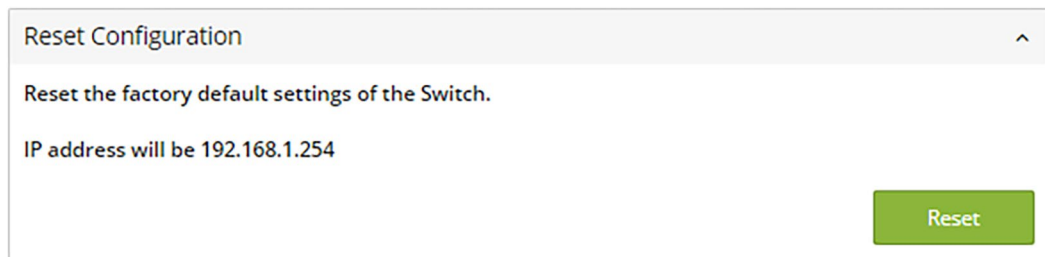 Reset Configuration
Reset the factory default settings of the Switch.
IP address will be 192.168.1.254
Reset